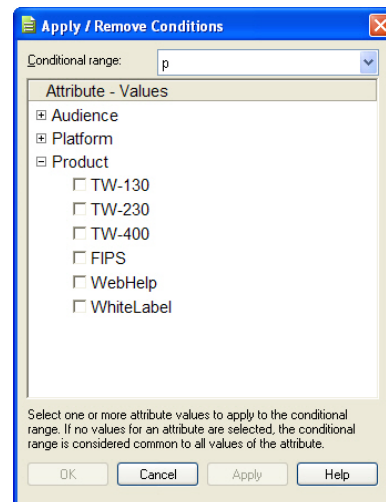 Apply / Remove Conditions
Conditional range: p
Attribute - Values
Audience
Platform
Product
TW-130
TW-230
TW-400
FIPS
WebHelp
WhiteLabel
Select one or more attribute values to apply to the conditional
range. If no values for an attribute are selected, the conditional
range is considered common to all values of the attribute.
OK Cancel Apply Help